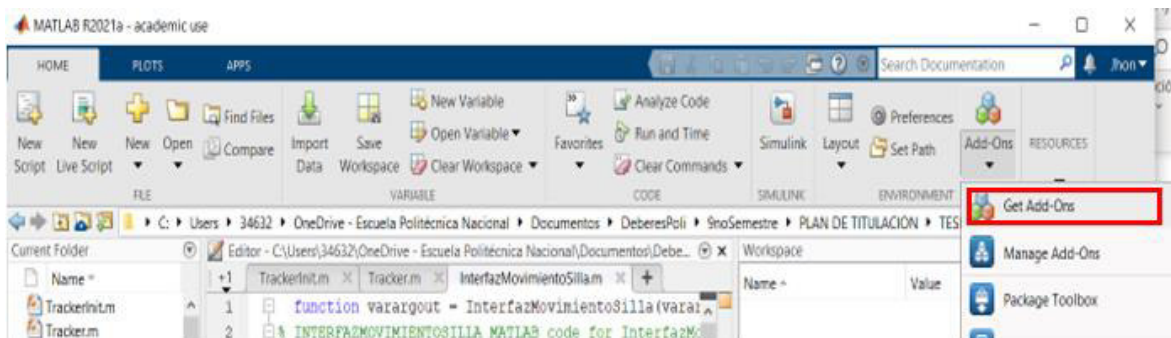 MATLAB R2021a - academic use
HOME PLOTS APPS Search Documentation Jhon
New Script New Live Script New Open Find Files Compare Import Data Save Workspace New Variable Open Variable Clear Workspace Favorites Analyze Code Run and Time Clear Commands Simulink Layout Preferences Set Path Add-Ons RESOURCES
FILE VARIABLE CODE SIMULINK ENVIRONMENT
Get Add-Ons
C: Users 34632 OneDrive - Escuela Politécnica Nacional Documentos DeberesPoli 9noSemestre PLAN DE TITULACION TES
Current Folder Editor - C:\Users\34632\OneDrive - Escuela Politécnica Nacional\Documentos\Debe... Workspace
Manage Add-Ons
Name TrackerInit.m Tracker.m InterfazMovimientoSilla.m Name Value
TrackerInit.m 1 function varargout = InterfazMovimientoSilla(varar
Package Toolbox
Tracker.m 2 % INTERFAZMOVIMIENTOSILLA MATLAB code for InterfazMo